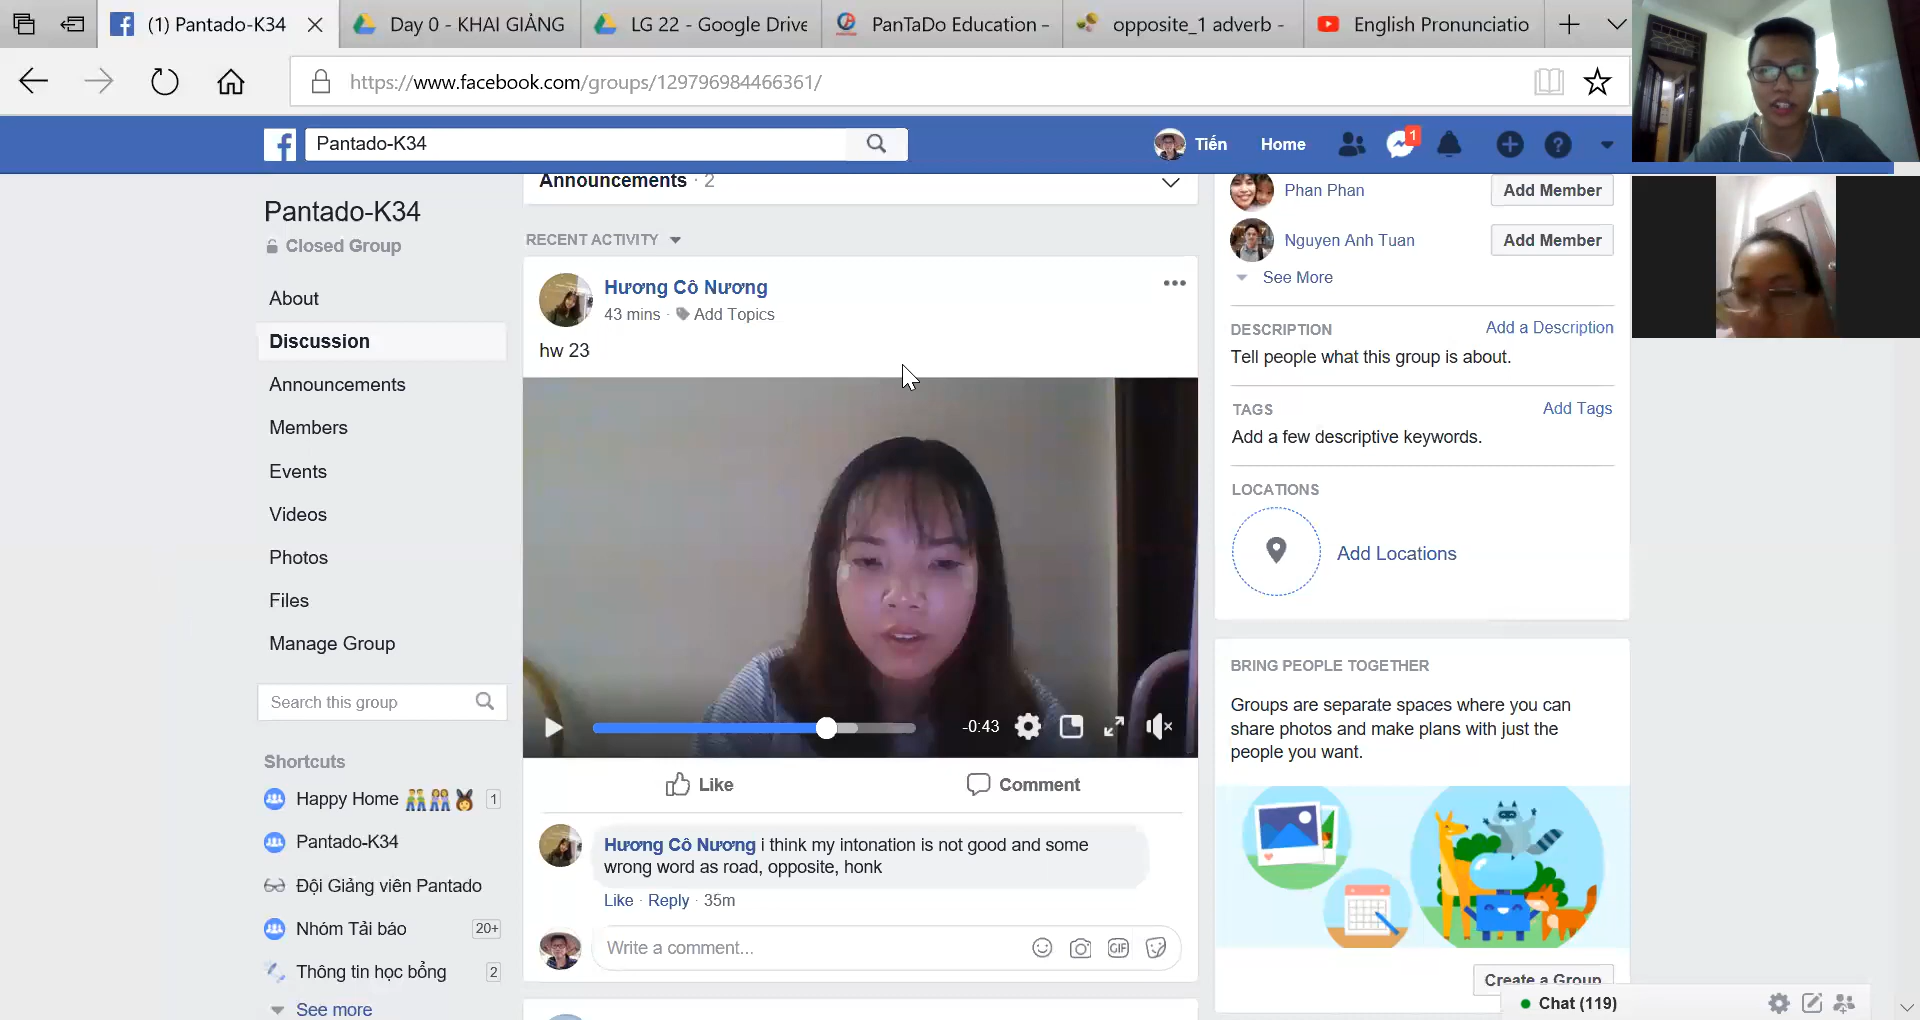 (1) Pantado-K34
Day 0 - KHAI GIẢNG
LG 22 - Google Drive
PanTaDo Education -
opposite_1 adverb -
English Pronunciatio
https://www.facebook.com/groups/129796984466361/
Pantado-K34
Tiến
Home
1
Pantado-K34
Closed Group
About
Discussion
Announcements
Members
Events
Videos
Photos
Files
Manage Group
Search this group
Shortcuts
Happy Home 1
Pantado-K34
Đội Giảng viên Pantado
Nhóm Tải báo 20+
Thông tin học bổng 2
See more
Announcements · 2
RECENT ACTIVITY
Hương Cô Nương
43 mins · Add Topics
hw 23
-0:43
Like
Comment
Hương Cô Nương i think my intonation is not good and some
wrong word as road, opposite, honk
Like · Reply · 35m
Write a comment...
GIF
Phan Phan
Add Member
Nguyen Anh Tuan
Add Member
See More
DESCRIPTION
Add a Description
Tell people what this group is about.
TAGS
Add Tags
Add a few descriptive keywords.
LOCATIONS
Add Locations
BRING PEOPLE TOGETHER
Groups are separate spaces where you can
share photos and make plans with just the
people you want.
Create a Group
Chat (119)